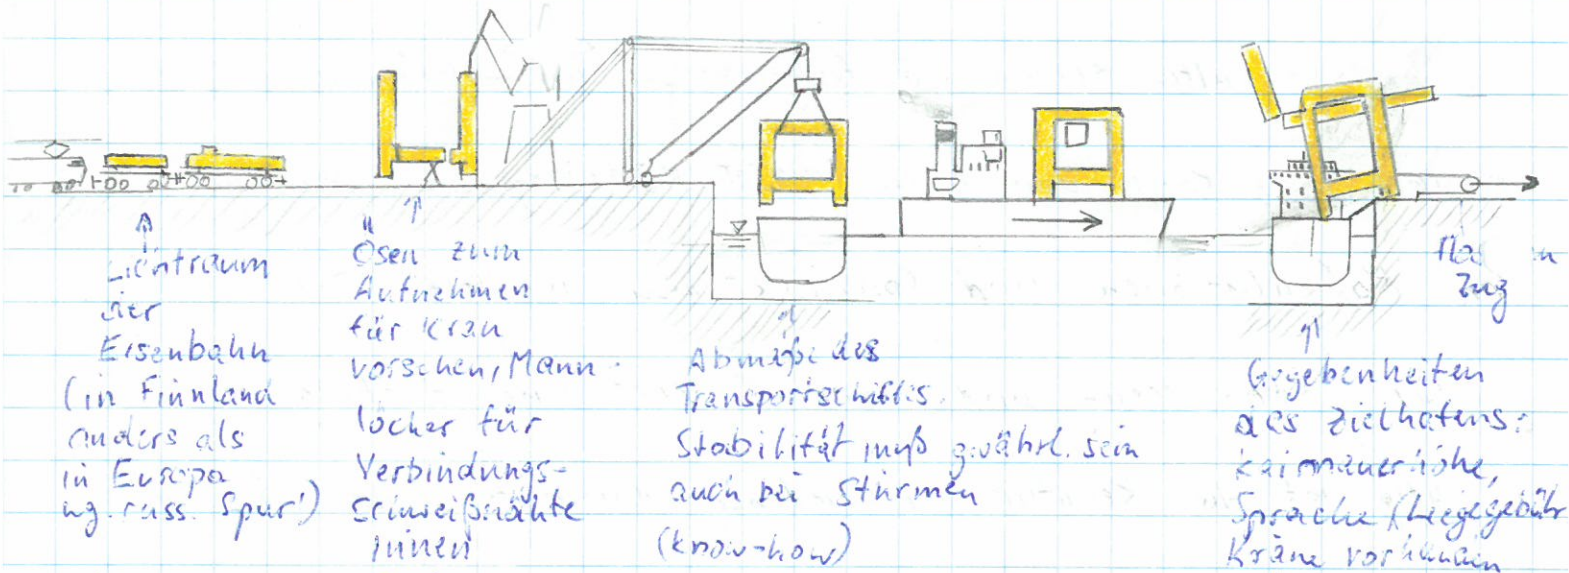 Lichtraum
der
Eisenbahn
(in Finnland
anders als
in Europa
wg. russ. Spur')
Ösen zum
Aufnehmen
für Kran
vorsehen, Mann-
löcher für
Verbindungs-
schweißnähte
innen
Abmaße des
Transportschiffes.
Stabilität muß gewährl. sein
auch bei Stürmen
(know-how)
Zug
Gegebenheiten
des Zielhafens:
Kaimauerhöhe,
Sprache, Liegegebühr
Kräne vorhanden